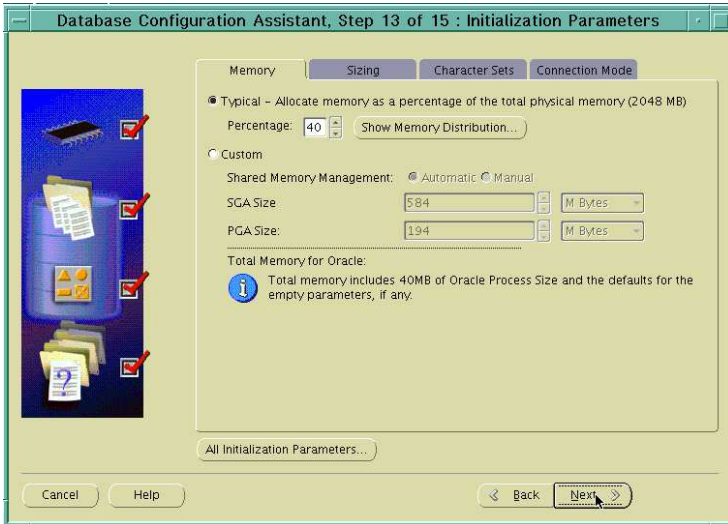 Database Configuration Assistant, Step 13 of 15 : Initialization Parameters
Memory Sizing Character Sets Connection Mode
Typical - Allocate memory as a percentage of the total physical memory (2048 MB)
Percentage: 40 Show Memory Distribution...
Custom
Shared Memory Management: Automatic Manual
SGA Size 584 M Bytes
PGA Size: 194 M Bytes
Total Memory for Oracle:
Total memory includes 40MB of Oracle Process Size and the defaults for the
empty parameters, if any.
All Initialization Parameters...
Cancel Help Back Next